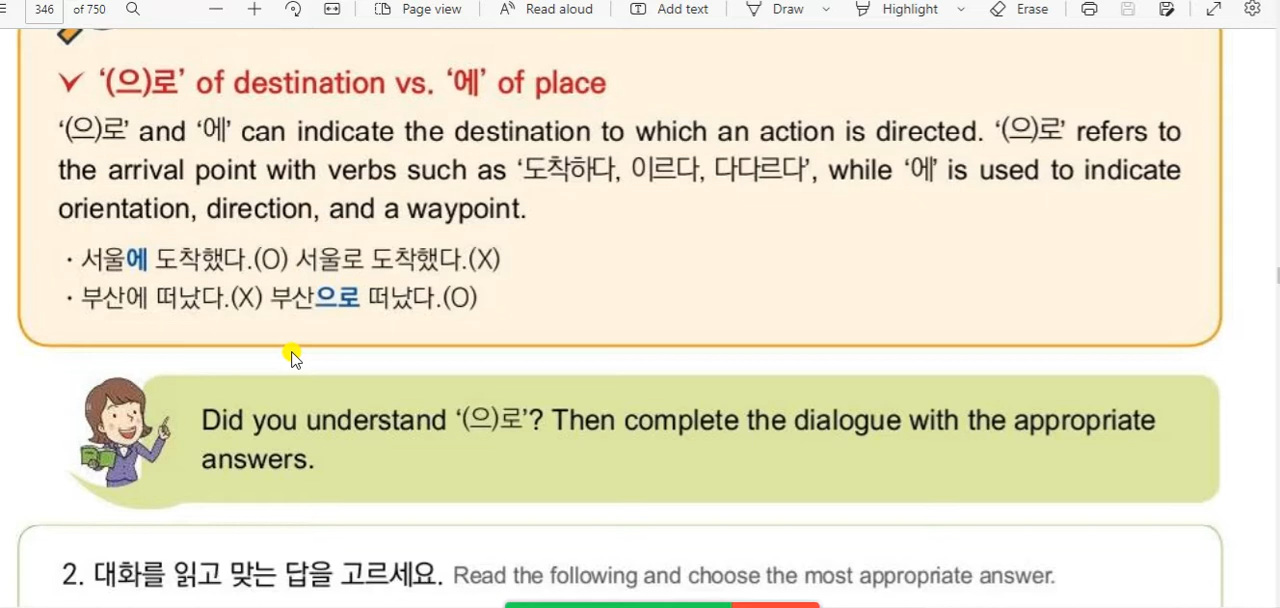 346 of 750 Page view Read aloud Add text Draw Highlight Erase
'(으)로' of destination vs. '에' of place
'(으)로' and '에' can indicate the destination to which an action is directed. '(으)로' refers to
the arrival point with verbs such as '도착하다, 이르다, 다다르다', while '에' is used to indicate
orientation, direction, and a waypoint.
· 서울에 도착했다.(O) 서울로 도착했다.(X)
· 부산에 떠났다.(X) 부산으로 떠났다.(O)
Did you understand '(으)로'? Then complete the dialogue with the appropriate
answers.
2. 대화를 읽고 맞는 답을 고르세요. Read the following and choose the most appropriate answer.